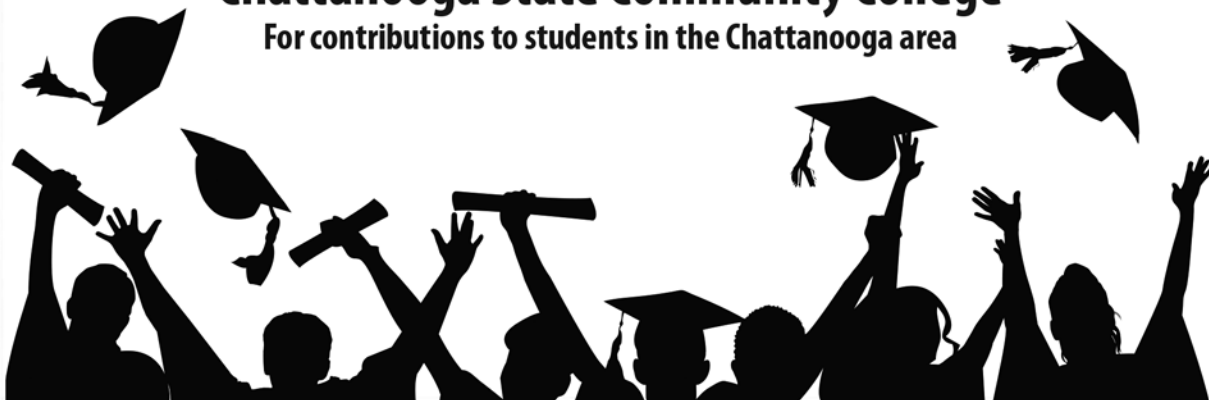 Chattanooga State Community College
For contributions to students in the Chattanooga area